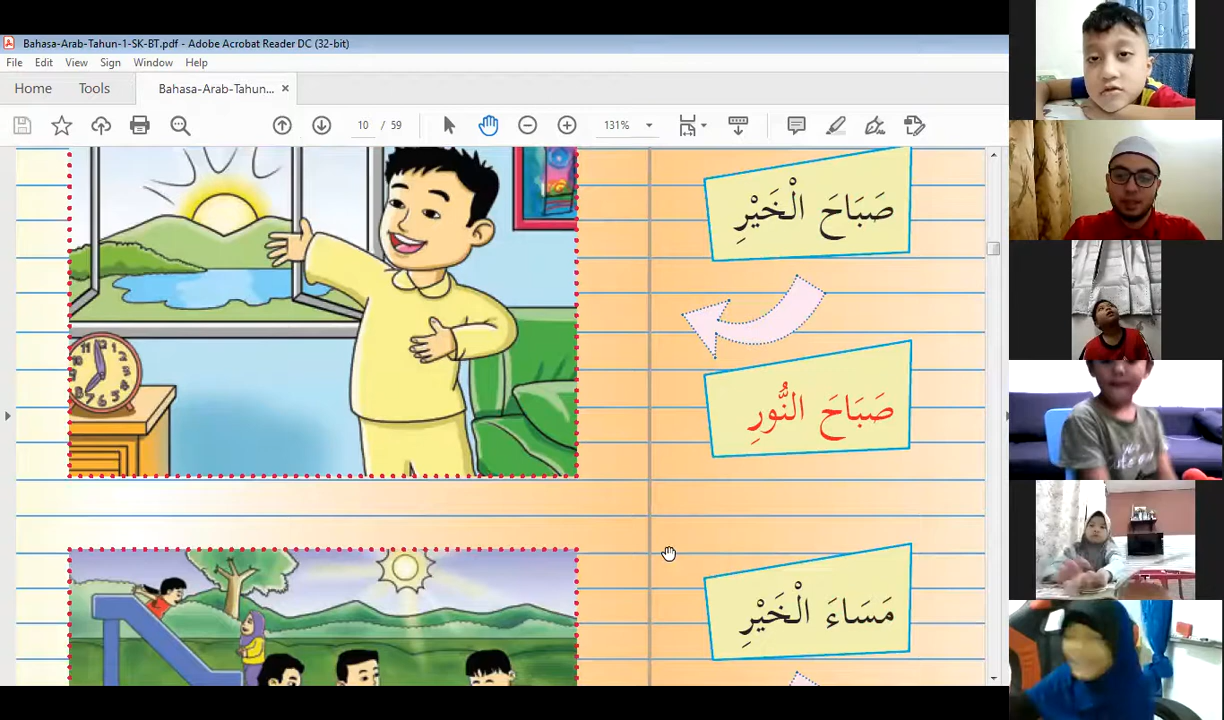 Bahasa-Arab-Tahun-1-SK-BT.pdf - Adobe Acrobat Reader DC (32-bit)
File Edit View Sign Window Help
Home Tools Bahasa-Arab-Tahun...
10 / 59 131%
صَبَاحَ الْخَيْرِ
صَبَاحَ النُّورِ
مَسَاءَ الْخَيْرِ